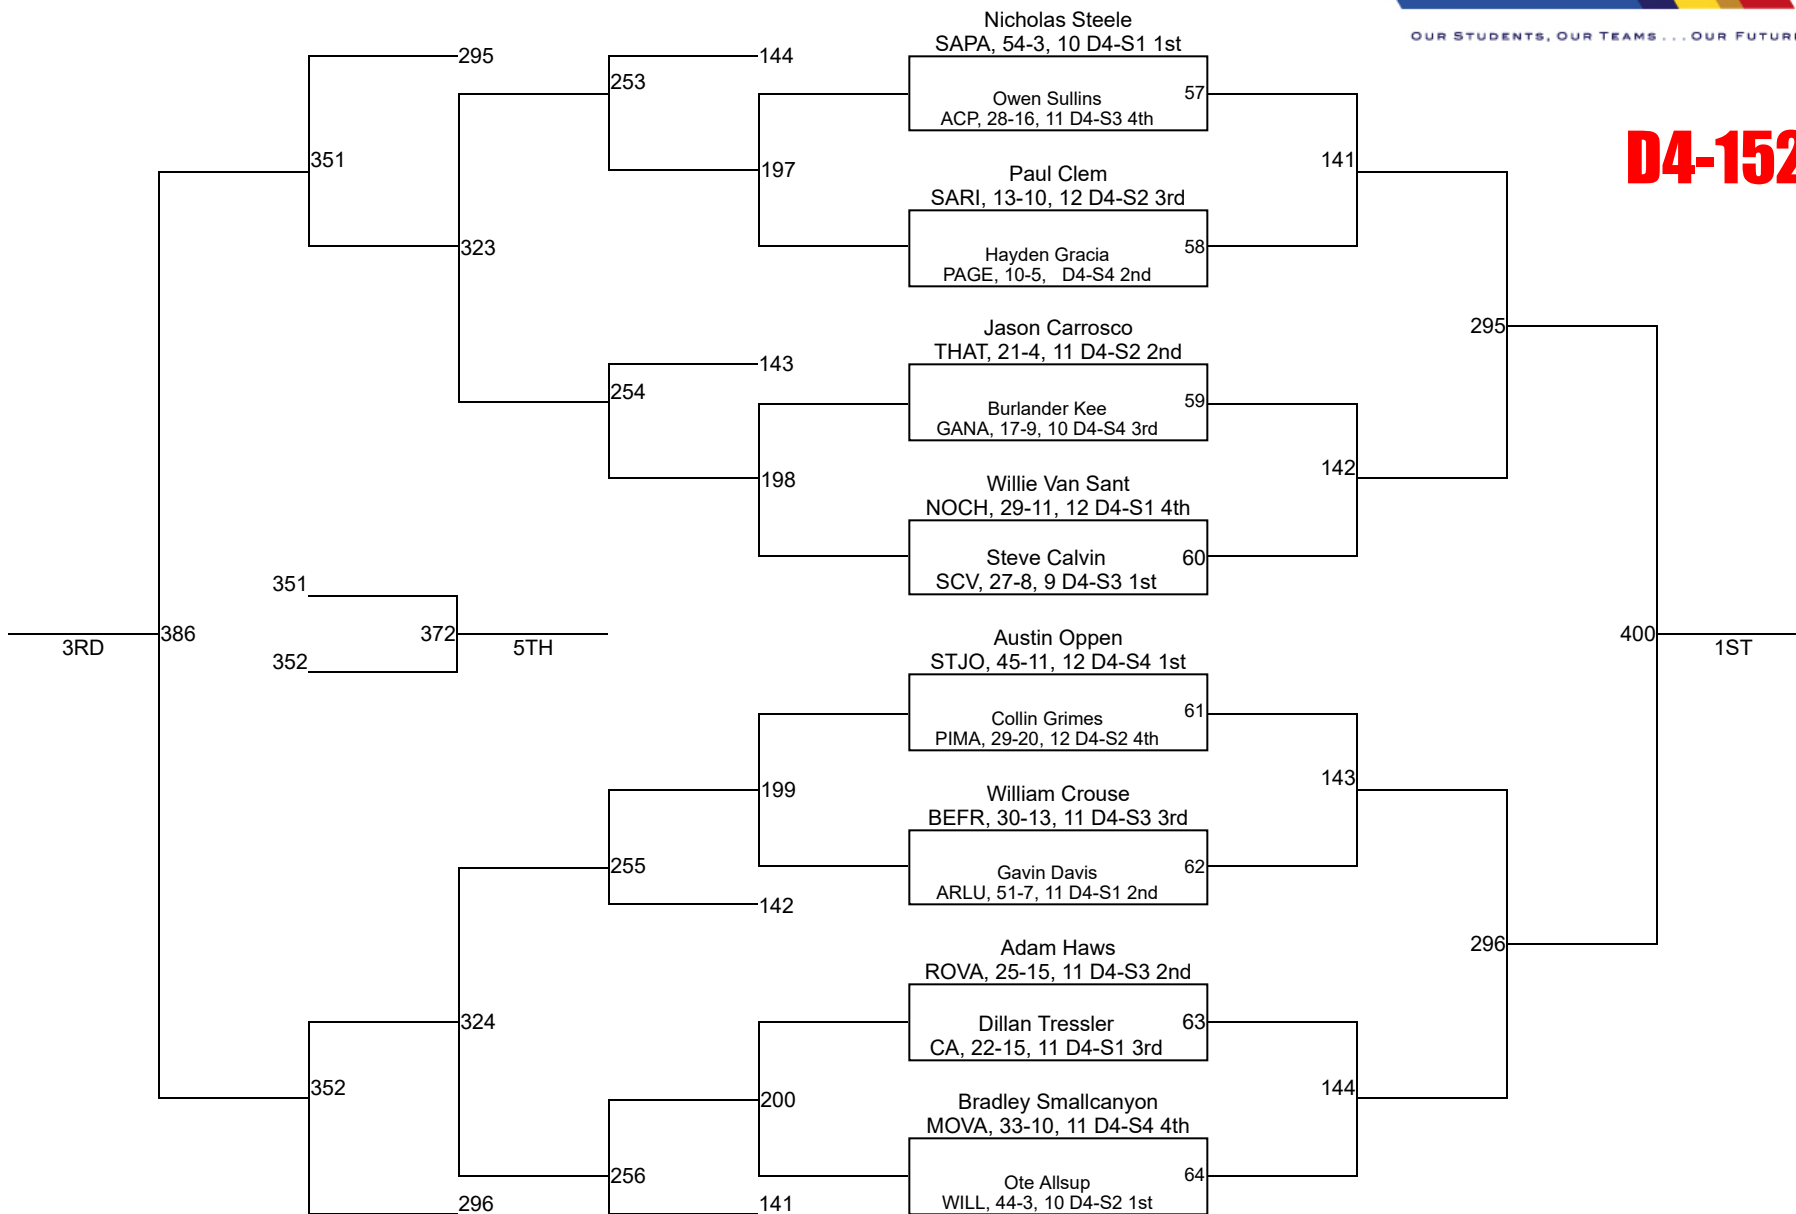 OUR STUDENTS, OUR TEAMS . . . OUR FUTURE
D4-152
Nicholas Steele
SAPA, 54-3, 10 D4-S1 1st
Owen Sullins
ACP, 28-16, 11 D4-S3 4th
57
Paul Clem
SARI, 13-10, 12 D4-S2 3rd
Hayden Gracia
PAGE, 10-5, D4-S4 2nd
58
Jason Carrosco
THAT, 21-4, 11 D4-S2 2nd
Burlander Kee
GANA, 17-9, 10 D4-S4 3rd
59
Willie Van Sant
NOCH, 29-11, 12 D4-S1 4th
Steve Calvin
SCV, 27-8, 9 D4-S3 1st
60
Austin Oppen
STJO, 45-11, 12 D4-S4 1st
Collin Grimes
PIMA, 29-20, 12 D4-S2 4th
61
William Crouse
BEFR, 30-13, 11 D4-S3 3rd
Gavin Davis
ARLU, 51-7, 11 D4-S1 2nd
62
Adam Haws
ROVA, 25-15, 11 D4-S3 2nd
Dillan Tressler
CA, 22-15, 11 D4-S1 3rd
63
Bradley Smallcanyon
MOVA, 33-10, 11 D4-S4 4th
Ote Allsup
WILL, 44-3, 10 D4-S2 1st
64
141
142
143
144
295
296
400
1ST
144
197
143
198
199
142
200
141
253
254
255
256
323
324
295
296
351
352
386
3RD
351
352
372
5TH